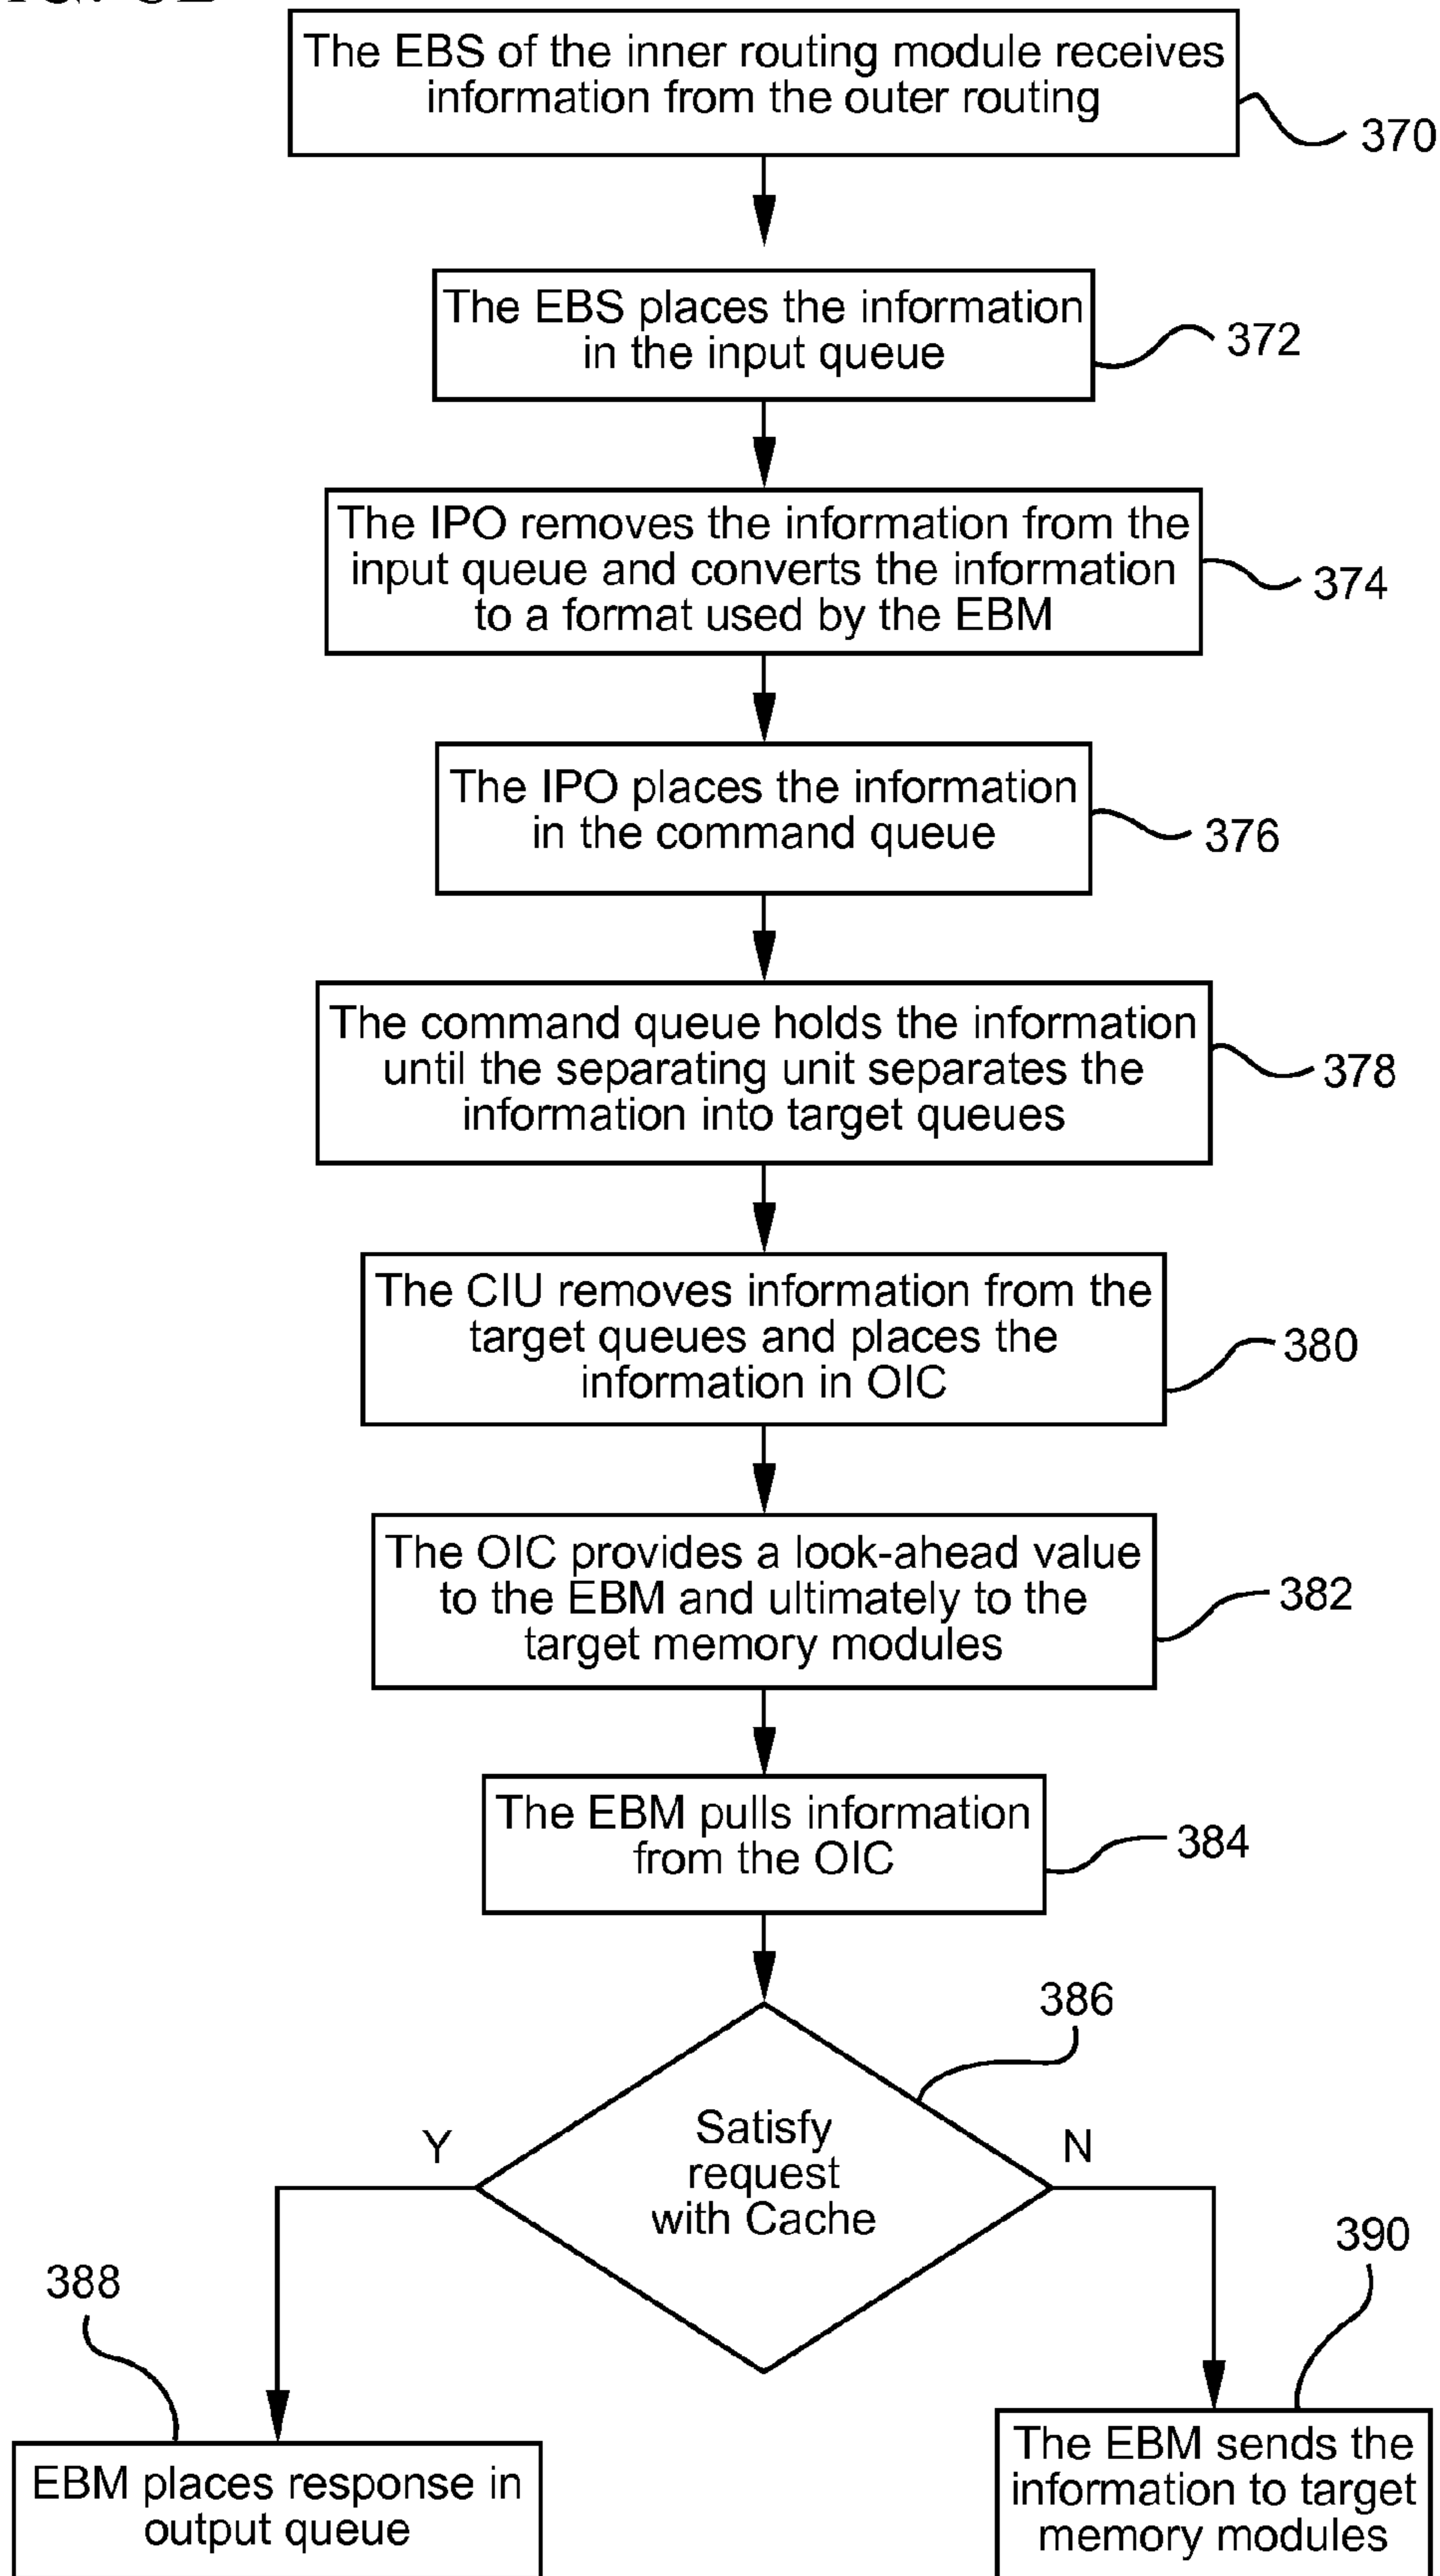 The EBS of the inner routing module receives
information from the outer routing
370
The EBS places the information
in the input queue
372
The IPO removes the information from the
input queue and converts the information
to a format used by the EBM
374
The IPO places the information
in the command queue
376
The command queue holds the information
until the separating unit separates the
information into target queues
378
The CIU removes information from the
target queues and places the
information in OIC
380
The OIC provides a look-ahead value
to the EBM and ultimately to the
target memory modules
382
The EBM pulls information
from the OIC
384
386
Satisfy
request
with Cache
Y
N
388
390
EBM places response in
output queue
The EBM sends the
information to target
memory modules